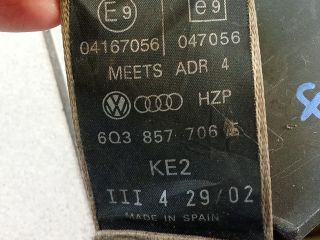 E9 e9
04167056 047056
MEETS ADR 4
VW HZP
6Q3 857 706
KE2
III 4 29/02
MADE IN SPAIN